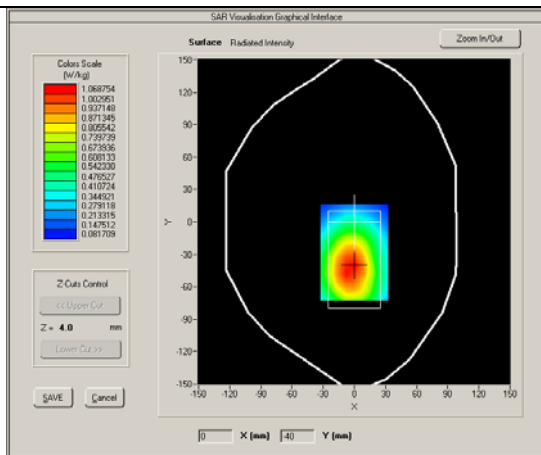 SAR Visualisation Graphical Interface
Surface Radiated Intensity
Zoom In/Out
Colors Scale
(W/kg)
1.068754
1.002951
0.937148
0.871345
0.805542
0.739739
0.673936
0.608133
0.542330
0.476527
0.410724
0.344921
0.279118
0.213315
0.147512
0.081709
Z-Cuts Control
<< Upper Cut
Z = 4.0 mm
Lower Cut >>
SAVE Cancel
150-
120-
90-
60-
30-
0-
-30-
-60-
-90-
-120-
-150-
Y
-150 -120 -90 -60 -30 0 30 60 90 120 150
X
0 X (mm) -40 Y (mm)